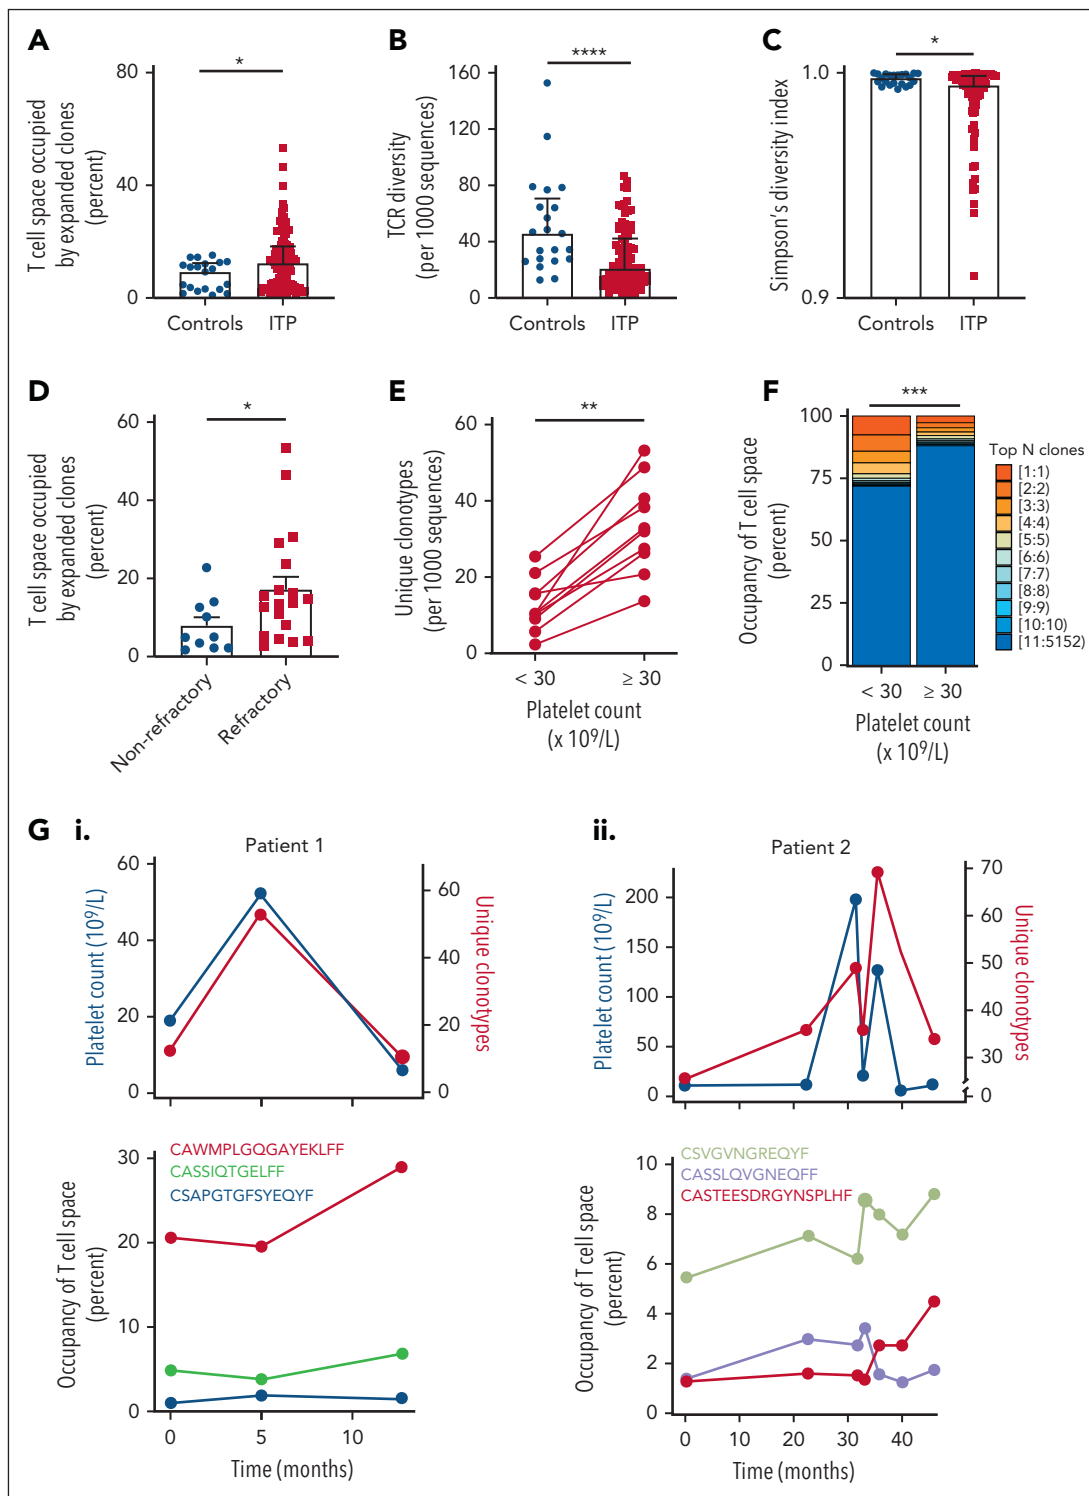 A
*
T cell space occupied
by expanded clones
(percent)
80
40
0
Controls
ITP
B
****
TCR diversity
(per 1000 sequences)
160
120
80
40
0
Controls
ITP
C
*
Simpson's diversity index
1.0
0.9
Controls
ITP
D
*
T cell space occupied
by expanded clones
(percent)
60
40
20
0
Non-refractory
Refractory
E
**
Unique clonotypes
(per 1000 sequences)
60
40
20
0
< 30
≥ 30
Platelet count
(x 10⁹/L)
F
***
Occupancy of T cell space
(percent)
100
75
50
25
0
< 30
≥ 30
Platelet count
(x 10⁹/L)
Top N clones
[1:1)
[2:2)
[3:3)
[4:4)
[5:5)
[6:6)
[7:7)
[8:8)
[9:9)
[10:10)
[11:5152)
G i.
Patient 1
Platelet count (10⁹/L)
60
40
20
0
60
40
20
0
Unique clonotypes
CAWMPLGQGAYEKLFF
CASSIQTGELFF
CSAPGTGFSYEQYF
Occupancy of T cell space
(percent)
30
20
10
0
0 5 10
Time (months)
ii.
Patient 2
Platelet count (10⁹/L)
200
150
100
50
0
70
60
50
40
30
0
Unique clonotypes
CSVGVNGREQYF
CASSLQVGNEQFF
CASTEESDRGYNSPLHF
Occupancy of T cell space
(percent)
10
8
6
4
2
0
0 10 20 30 40
Time (months)